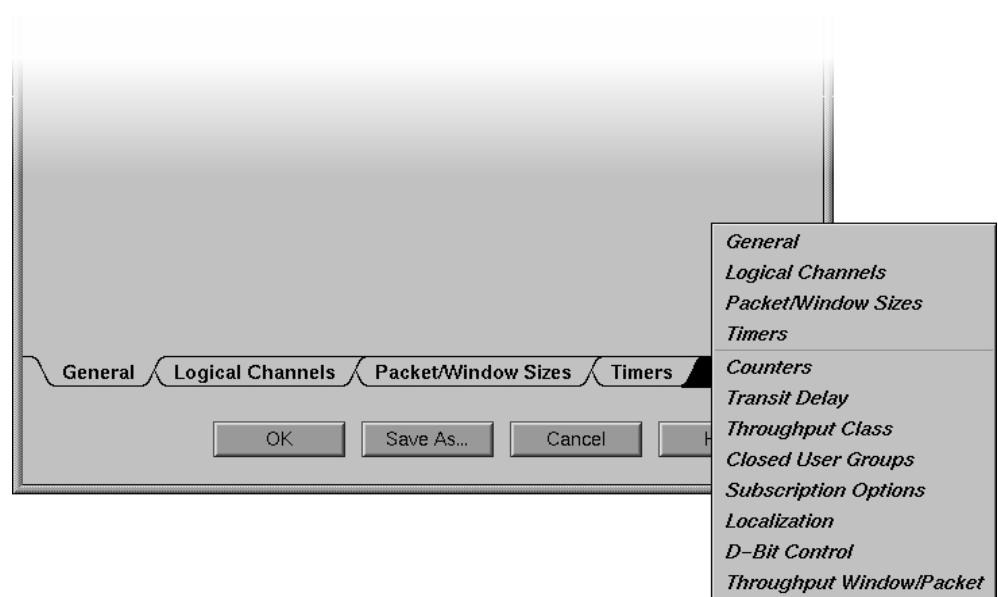 General
Logical Channels
Packet/Window Sizes
Timers
Counters
Transit Delay
Throughput Class
Closed User Groups
Subscription Options
Localization
D-Bit Control
Throughput Window/Packet
General Logical Channels Packet/Window Sizes Timers
OK Save As... Cancel